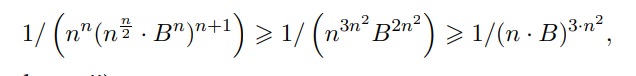 1/ (n^n (n^{n/2} · B^n)^{n+1}) ⩾ 1/ (n^{3n^2} B^{2n^2}) ⩾ 1/(n · B)^{3·n^2},